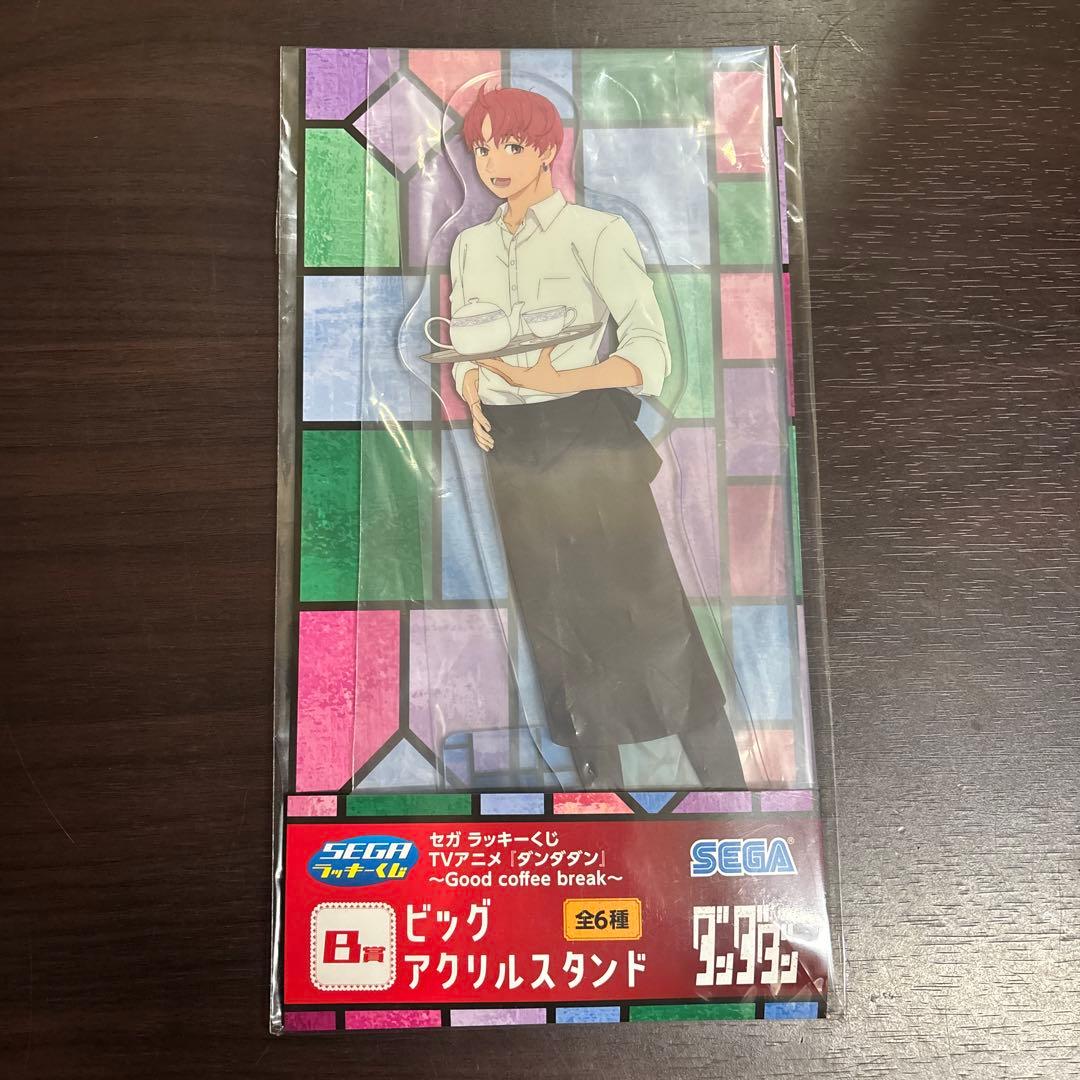 SEGA
ラッキーくじ
セガ ラッキーくじ
TVアニメ『ダンダダン』
～Good coffee break～
SEGA®
B賞
ビッグ
アクリルスタンド
全6種
ダンダダン